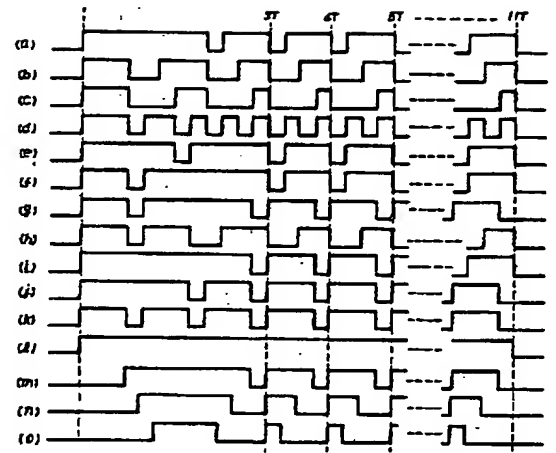 3T 6T 8T 11T
(a)
(b)
(c)
(d)
(e)
(f)
(g)
(h)
(i)
(j)
(k)
(l)
(m)
(n)
(o)